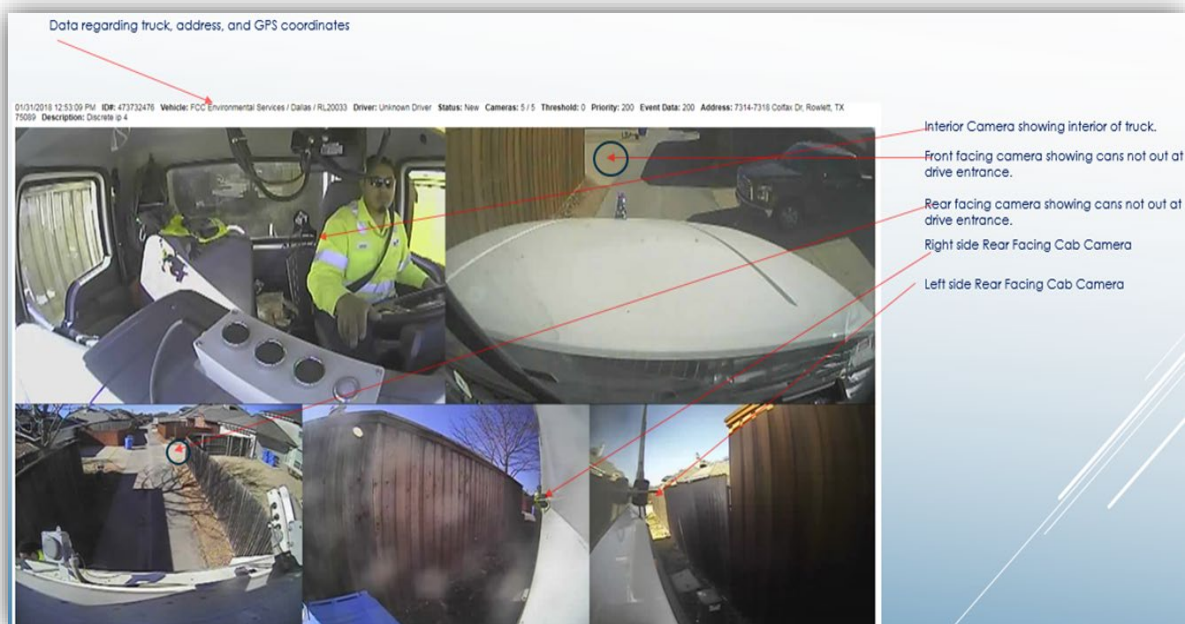 Data regarding truck, address, and GPS coordinates
01/31/2018 12:53:09 PM ID#: 473732476 Vehicle: FCC Environmental Services / Dallas / RL20033 Driver: Unknown Driver Status: New Cameras: 5 / 5 Threshold: 0 Priority: 200 Event Data: 200 Address: 7314-7318 Colfax Dr, Rowlett, TX
75089 Description: Discrete ip 4
Interior Camera showing interior of truck.
Front facing camera showing cans not out at
drive entrance.
Rear facing camera showing cans not out at
drive entrance.
Right side Rear Facing Cab Camera
Left side Rear Facing Cab Camera